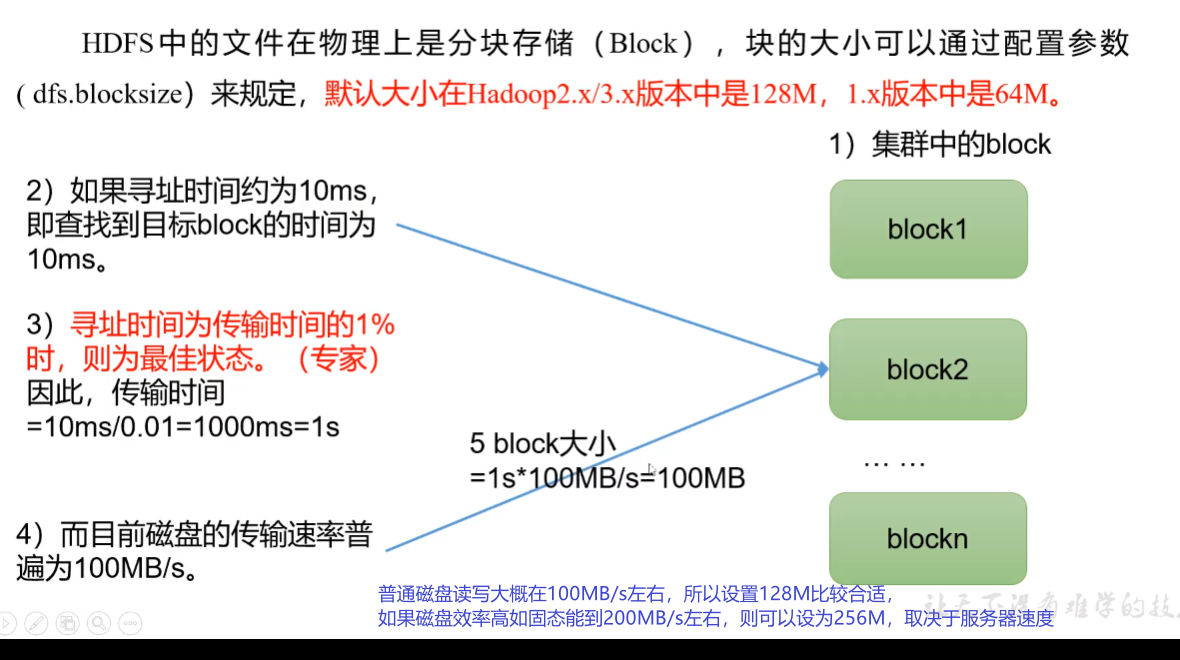 HDFS中的文件在物理上是分块存储（Block），块的大小可以通过配置参数
( dfs.blocksize）来规定，默认大小在Hadoop2.x/3.x版本中是128M，1.x版本中是64M。
1）集群中的block
block1
block2
… …
blockn
2）如果寻址时间约为10ms，
即查找到目标block的时间为
10ms。
3）寻址时间为传输时间的1%
时，则为最佳状态。（专家）
因此，传输时间
=10ms/0.01=1000ms=1s
4）而目前磁盘的传输速率普
遍为100MB/s。
5 block大小
=1s*100MB/s=100MB
普通磁盘读写大概在100MB/s左右，所以设置128M比较合适，
如果磁盘效率高如固态能到200MB/s左右，则可以设为256M，取决于服务器速度
让天下没有难学的技